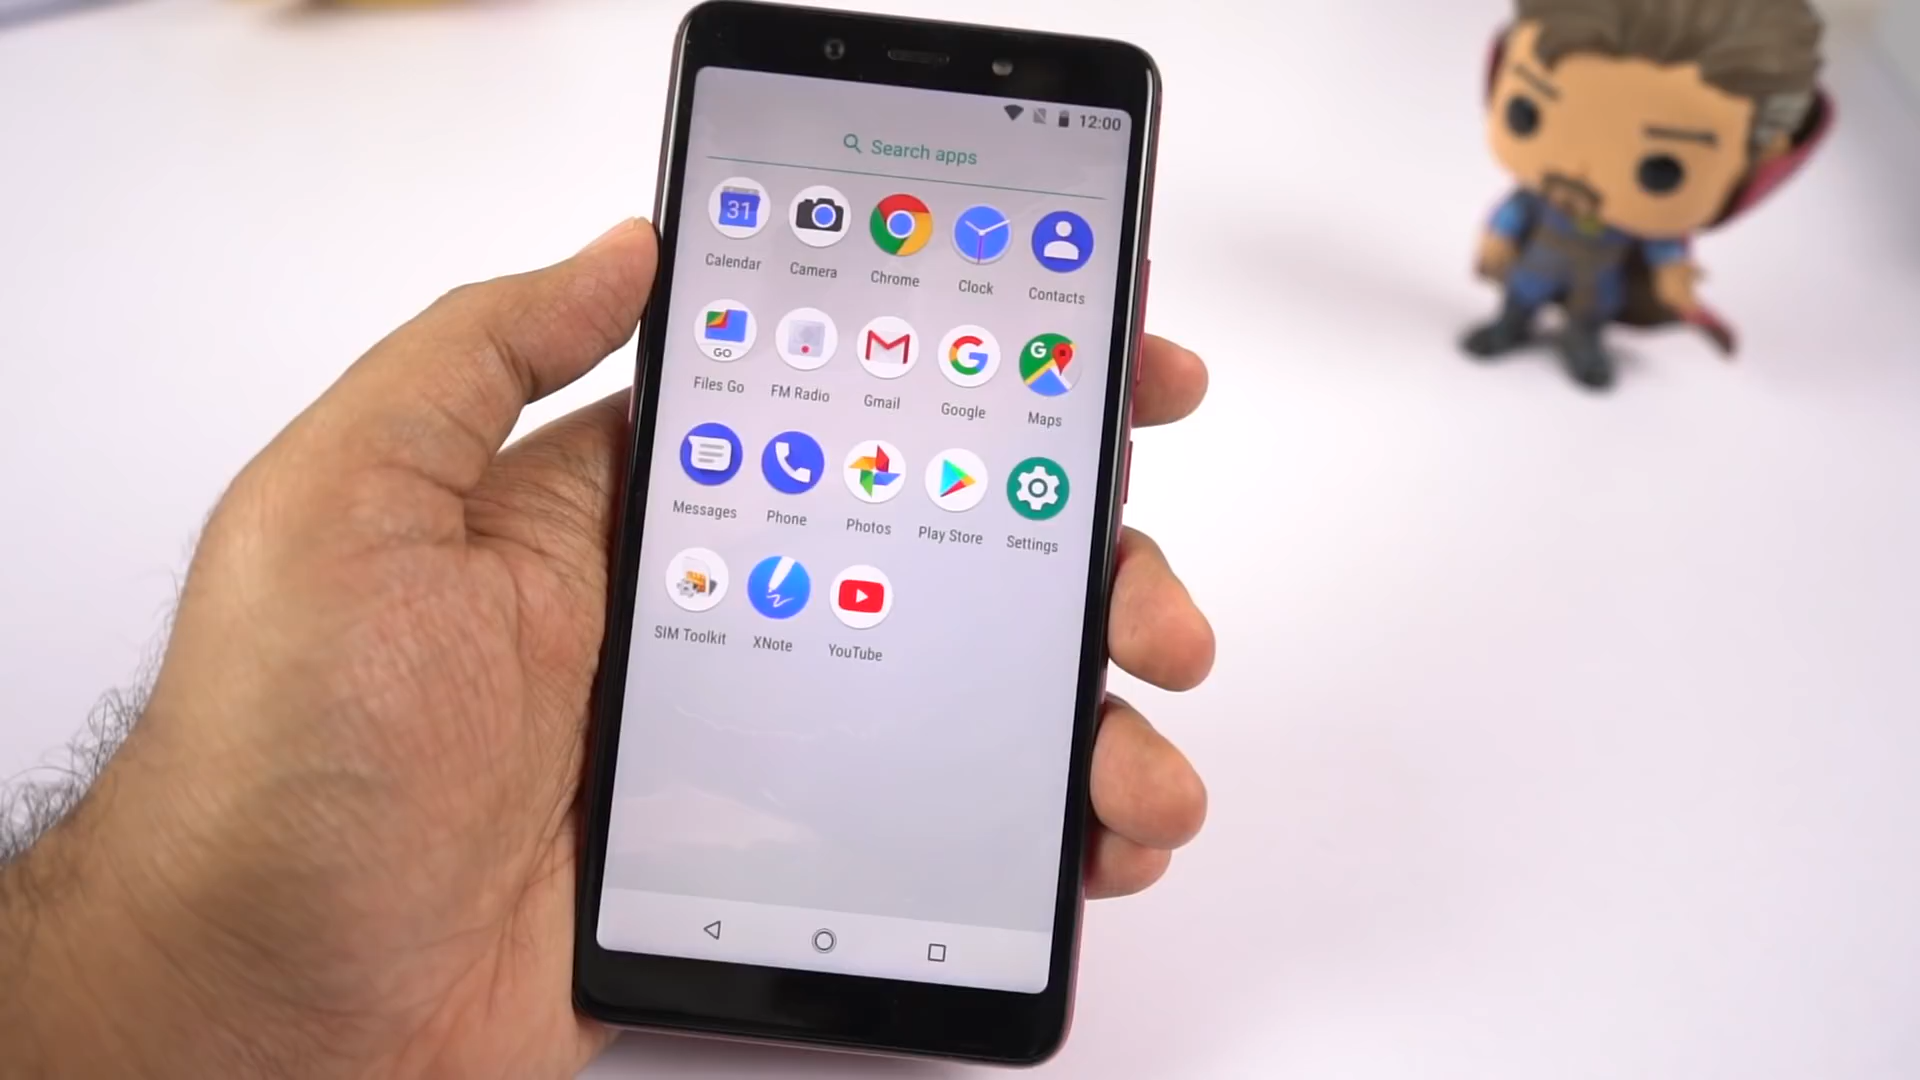 12:00
Search apps
31
Calendar Camera Chrome Clock Contacts
GO G
Files Go FM Radio Gmail Google Maps
Messages Phone Photos Play Store Settings
SIM Toolkit XNote YouTube